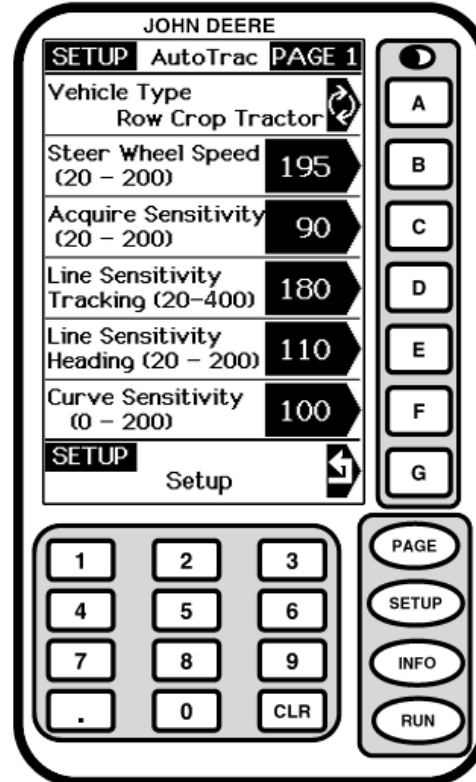 JOHN DEERE
SETUP AutoTrac PAGE 1
Vehicle Type
Row Crop Tractor
Steer Wheel Speed
(20 - 200) 195
Acquire Sensitivity
(20 - 200) 90
Line Sensitivity
Tracking (20-400) 180
Line Sensitivity
Heading (20 - 200) 110
Curve Sensitivity
(0 - 200) 100
SETUP
Setup
A
B
C
D
E
F
G
1 2 3
4 5 6
7 8 9
. 0 CLR
PAGE
SETUP
INFO
RUN